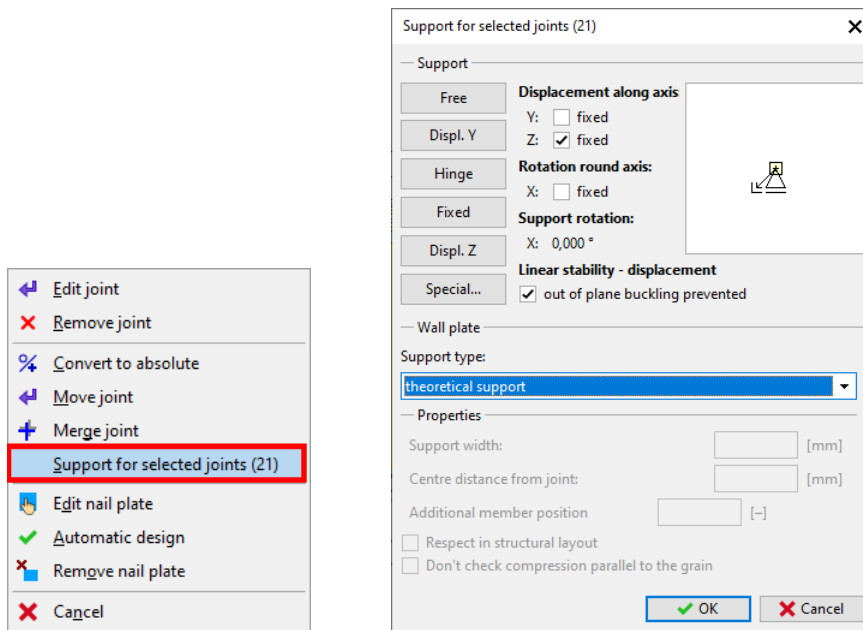 Edit joint
Remove joint
Convert to absolute
Move joint
Merge joint
Support for selected joints (21)
Edit nail plate
Automatic design
Remove nail plate
Cancel
Support for selected joints (21)
Support
Free
Displ. Y
Hinge
Fixed
Displ. Z
Special...
Displacement along axis
Y: fixed
Z: fixed
Rotation round axis:
X: fixed
Support rotation:
X: 0,000 °
Linear stability - displacement
out of plane buckling prevented
Wall plate
Support type:
theoretical support
Properties
Support width: [mm]
Centre distance from joint: [mm]
Additional member position [–]
Respect in structural layout
Don't check compression parallel to the grain
OK Cancel